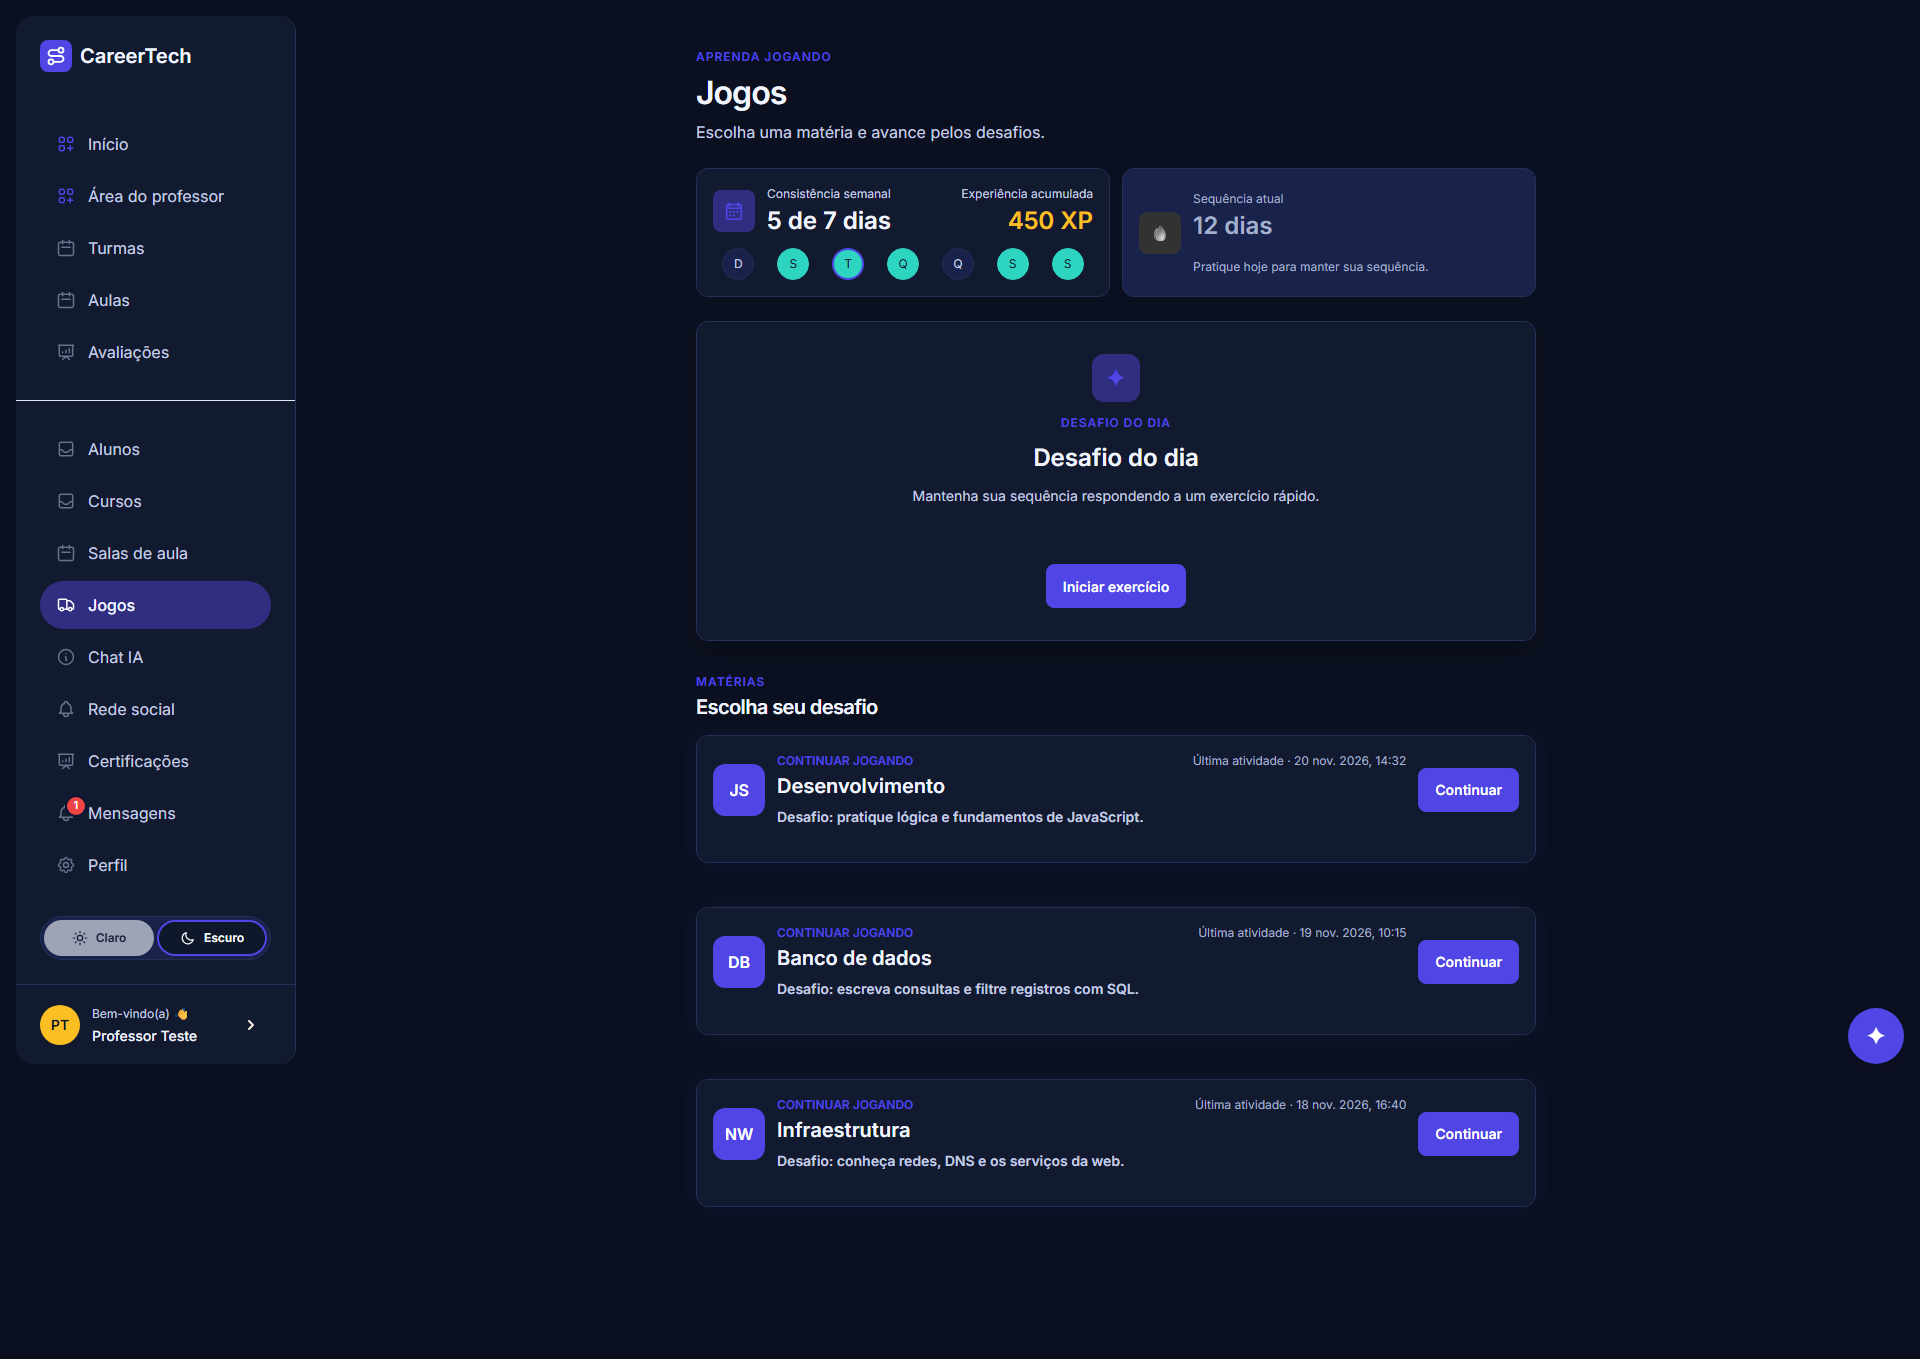 CareerTech
Início
Área do professor
Turmas
Aulas
Avaliações
Alunos
Cursos
Salas de aula
Jogos
Chat IA
Rede social
Certificações
1
Mensagens
Perfil
Claro
Escuro
PT
Bem-vindo(a) 👋
Professor Teste
APRENDA JOGANDO
Jogos
Escolha uma matéria e avance pelos desafios.
Consistência semanal
5 de 7 dias
Experiência acumulada
450 XP
D S T Q Q S S
Sequência atual
12 dias
Pratique hoje para manter sua sequência.
DESAFIO DO DIA
Desafio do dia
Mantenha sua sequência respondendo a um exercício rápido.
Iniciar exercício
MATÉRIAS
Escolha seu desafio
JS
CONTINUAR JOGANDO
Última atividade · 20 nov. 2026, 14:32
Desenvolvimento
Desafio: pratique lógica e fundamentos de JavaScript.
Continuar
DB
CONTINUAR JOGANDO
Última atividade · 19 nov. 2026, 10:15
Banco de dados
Desafio: escreva consultas e filtre registros com SQL.
Continuar
NW
CONTINUAR JOGANDO
Última atividade · 18 nov. 2026, 16:40
Infraestrutura
Desafio: conheça redes, DNS e os serviços da web.
Continuar